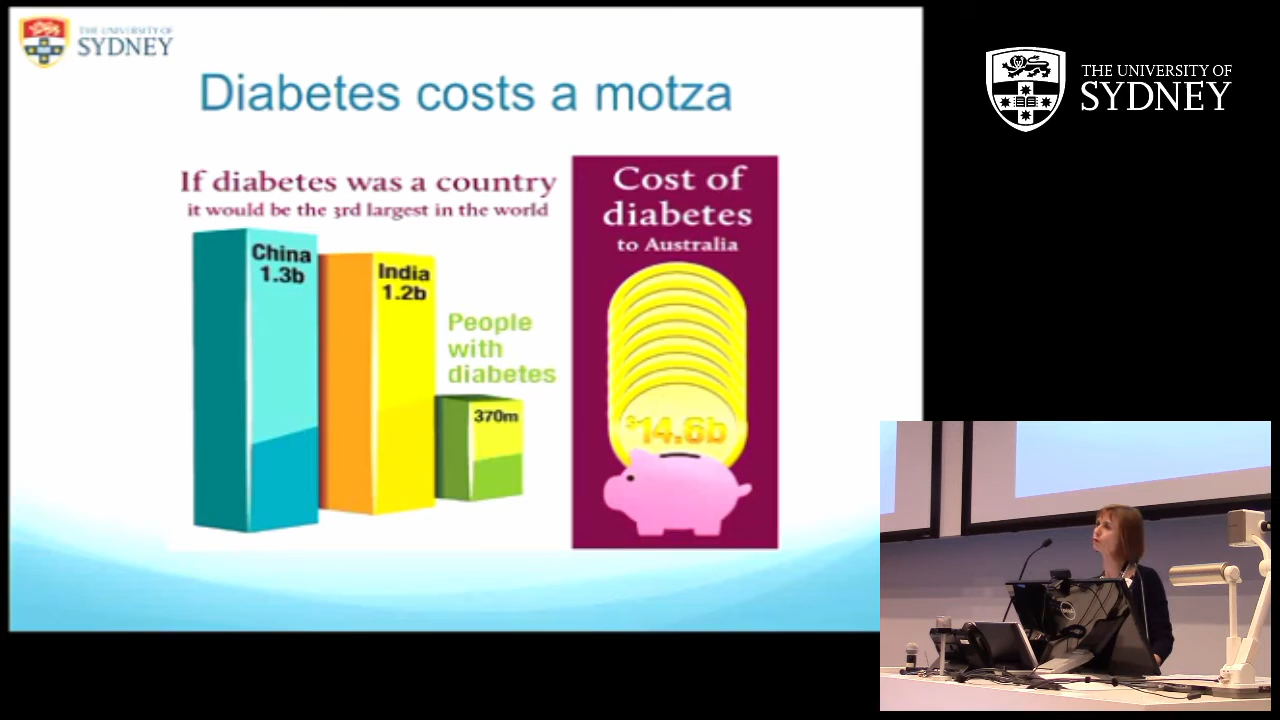 THE UNIVERSITY OF
SYDNEY
Diabetes costs a motza
If diabetes was a country
it would be the 3rd largest in the world
China
1.3b
India
1.2b
People
with
diabetes
370m
Cost of
diabetes
to Australia
$14.6b
THE UNIVERSITY OF
SYDNEY
DELL